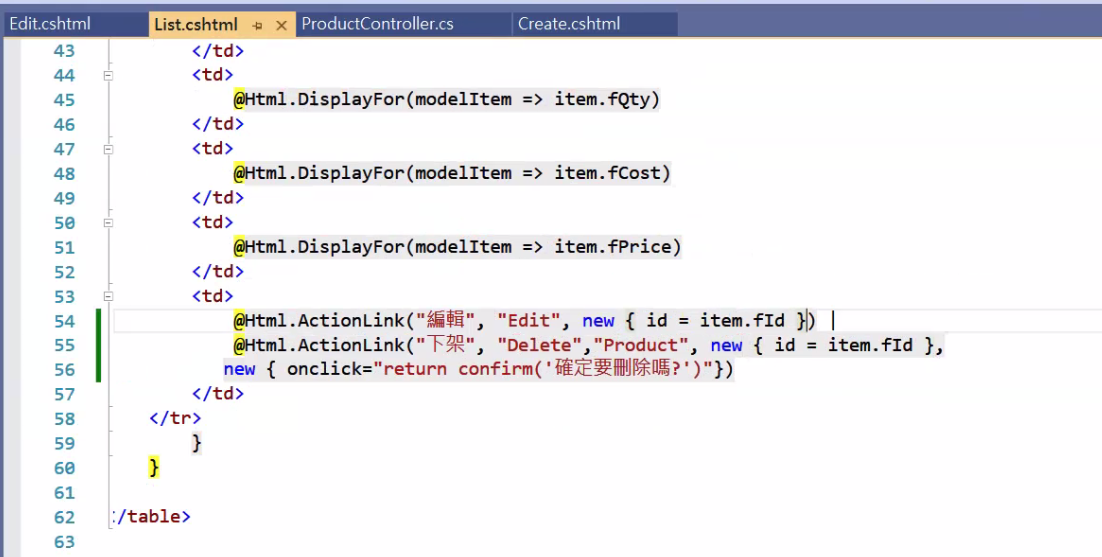 Edit.cshtml
List.cshtml
ProductController.cs
Create.cshtml
43 </td>
44 <td>
45 @Html.DisplayFor(modelItem => item.fQty)
46 </td>
47 <td>
48 @Html.DisplayFor(modelItem => item.fCost)
49 </td>
50 <td>
51 @Html.DisplayFor(modelItem => item.fPrice)
52 </td>
53 <td>
54 @Html.ActionLink("編輯", "Edit", new { id = item.fId }) |
55 @Html.ActionLink("下架", "Delete","Product", new { id = item.fId },
56 new { onclick="return confirm('確定要刪除嗎?')"})
57 </td>
58 </tr>
59 }
60 }
61
62 /table>
63